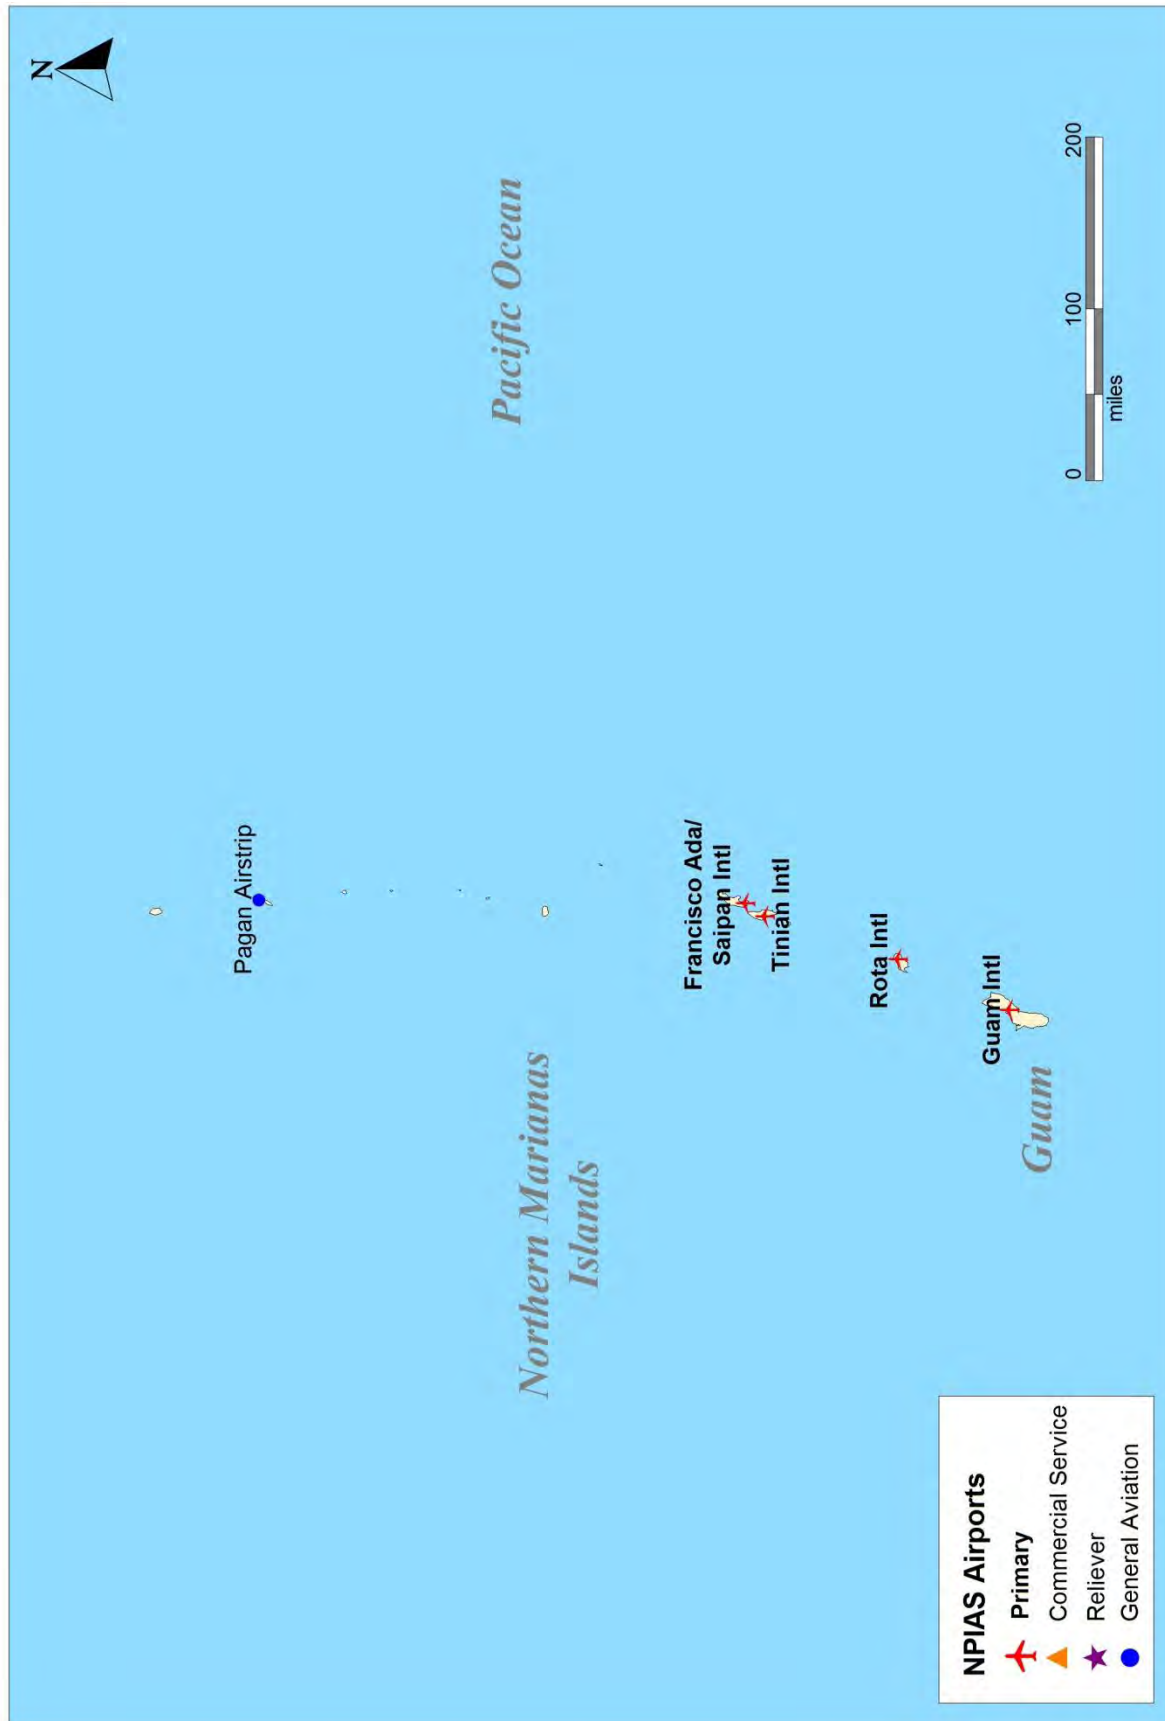 N
Pacific Ocean
Pagan Airstrip
Northern Marianas
Islands
Francisco Ada/
Saipan Intl
Tinian Intl
Rota Intl
Guam Intl
Guam
NPIAS Airports
Primary
Commercial Service
Reliever
General Aviation
0 100 200
miles